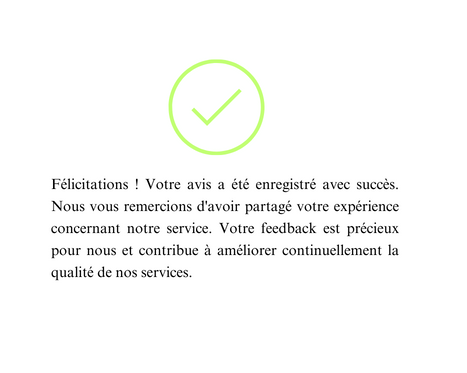 Félicitations ! Votre avis a été enregistré avec succès.
Nous vous remercions d'avoir partagé votre expérience
concernant notre service. Votre feedback est précieux
pour nous et contribue à améliorer continuellement la
qualité de nos services.